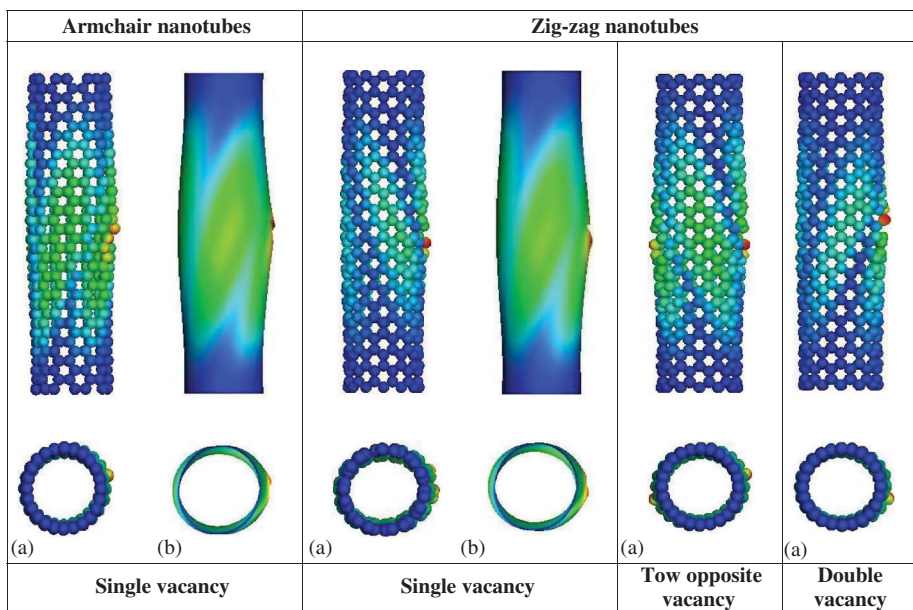 Armchair nanotubes
Zig-zag nanotubes
(a)
(b)
(a)
(b)
(a)
(a)
Single vacancy
Single vacancy
Tow opposite
vacancy
Double
vacancy